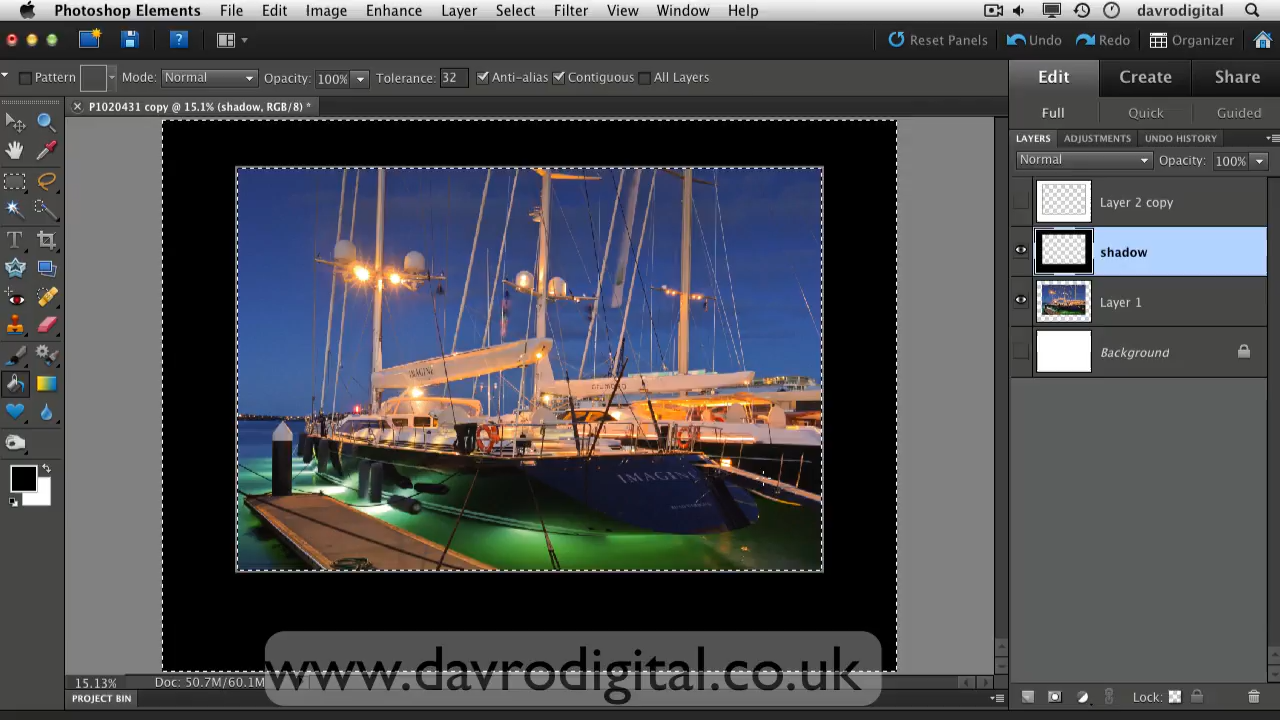 Photoshop Elements File Edit Image Enhance Layer Select Filter View Window Help davrodigital
Reset Panels Undo Redo Organizer
Pattern Mode: Normal Opacity: 100% Tolerance: 32 Anti-alias Contiguous All Layers
Edit Create Share
P1020431 copy @ 15.1% (shadow, RGB/8) *
Full Quick Guided
LAYERS ADJUSTMENTS UNDO HISTORY
Normal Opacity: 100%
Layer 2 copy
shadow
Layer 1
Background
IMAGINE
IMAGINE
www.davrodigital.co.uk
15.13% Doc: 50.7M/60.1M
PROJECT BIN
Lock: